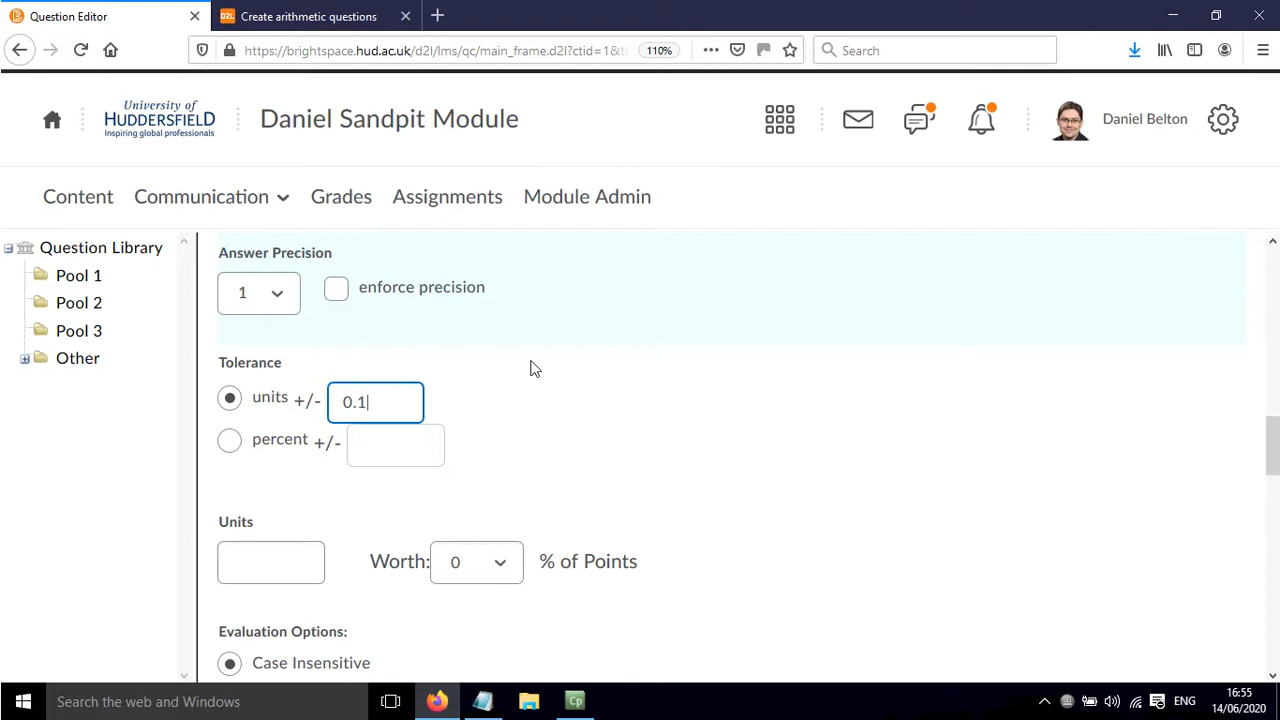 Question Editor
D2L
Create arithmetic questions
https://brightspace.hud.ac.uk/d2l/lms/qc/main_frame.d2l?ctid=1&ti
110%
Search
University of
HUDDERSFIELD
Inspiring global professionals
Daniel Sandpit Module
Daniel Belton
Content
Communication
Grades
Assignments
Module Admin
Question Library
Pool 1
Pool 2
Pool 3
Other
Answer Precision
1
enforce precision
Tolerance
units +/- 0.1
percent +/-
Units
Worth: 0 % of Points
Evaluation Options:
Case Insensitive
Search the web and Windows
Cp
ENG
16:55
14/06/2020